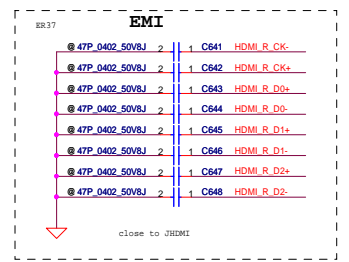 ER37 EMI
@ 47P_0402_50V8J 2 1 C641 HDMI_R_CK-
@ 47P_0402_50V8J 2 1 C642 HDMI_R_CK+
@ 47P_0402_50V8J 2 1 C643 HDMI_R_D0+
@ 47P_0402_50V8J 2 1 C644 HDMI_R_D0-
@ 47P_0402_50V8J 2 1 C645 HDMI_R_D1+
@ 47P_0402_50V8J 2 1 C646 HDMI_R_D1-
@ 47P_0402_50V8J 2 1 C647 HDMI_R_D2+
@ 47P_0402_50V8J 2 1 C648 HDMI_R_D2-
close to JHDMI